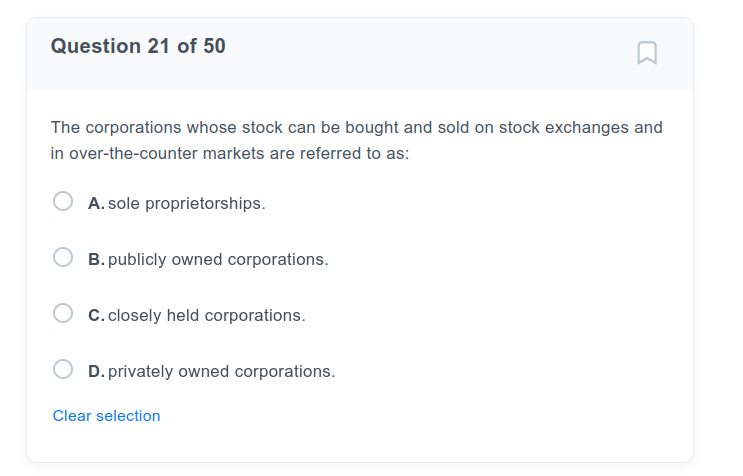 Question 21 of 50
The corporations whose stock can be bought and sold on stock exchanges and
in over-the-counter markets are referred to as:
A. sole proprietorships.
B. publicly owned corporations.
C. closely held corporations.
D. privately owned corporations.
Clear selection